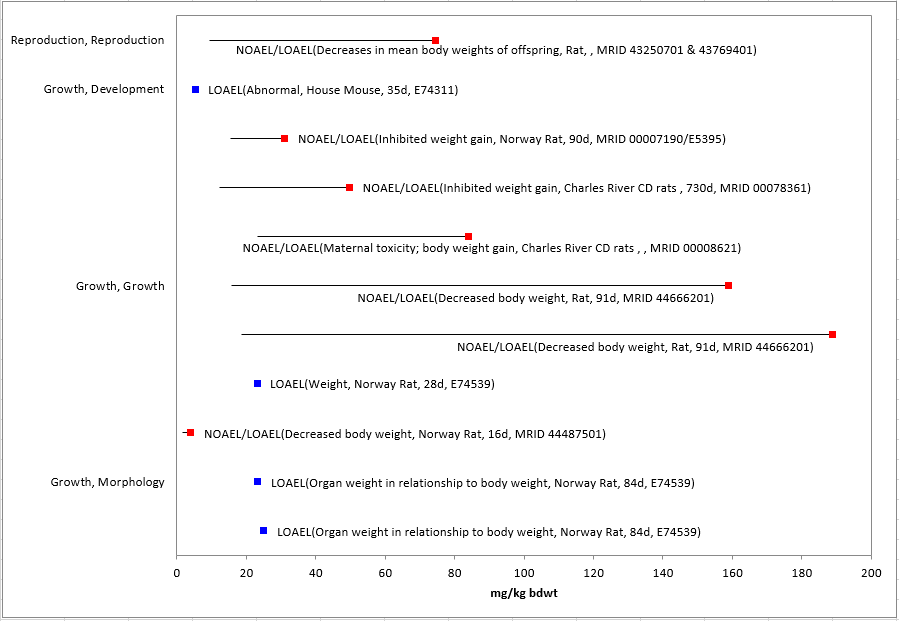 Reproduction, Reproduction
NOAEL/LOAEL(Decreases in mean body weights of offspring, Rat, , MRID 43250701 & 43769401)
Growth, Development
LOAEL(Abnormal, House Mouse, 35d, E74311)
NOAEL/LOAEL(Inhibited weight gain, Norway Rat, 90d, MRID 00007190/E5395)
NOAEL/LOAEL(Inhibited weight gain, Charles River CD rats , 730d, MRID 00078361)
NOAEL/LOAEL(Maternal toxicity; body weight gain, Charles River CD rats , , MRID 00008621)
Growth, Growth
NOAEL/LOAEL(Decreased body weight, Rat, 91d, MRID 44666201)
NOAEL/LOAEL(Decreased body weight, Rat, 91d, MRID 44666201)
LOAEL(Weight, Norway Rat, 28d, E74539)
NOAEL/LOAEL(Decreased body weight, Norway Rat, 16d, MRID 44487501)
Growth, Morphology
LOAEL(Organ weight in relationship to body weight, Norway Rat, 84d, E74539)
LOAEL(Organ weight in relationship to body weight, Norway Rat, 84d, E74539)
0 20 40 60 80 100 120 140 160 180 200
mg/kg bdwt